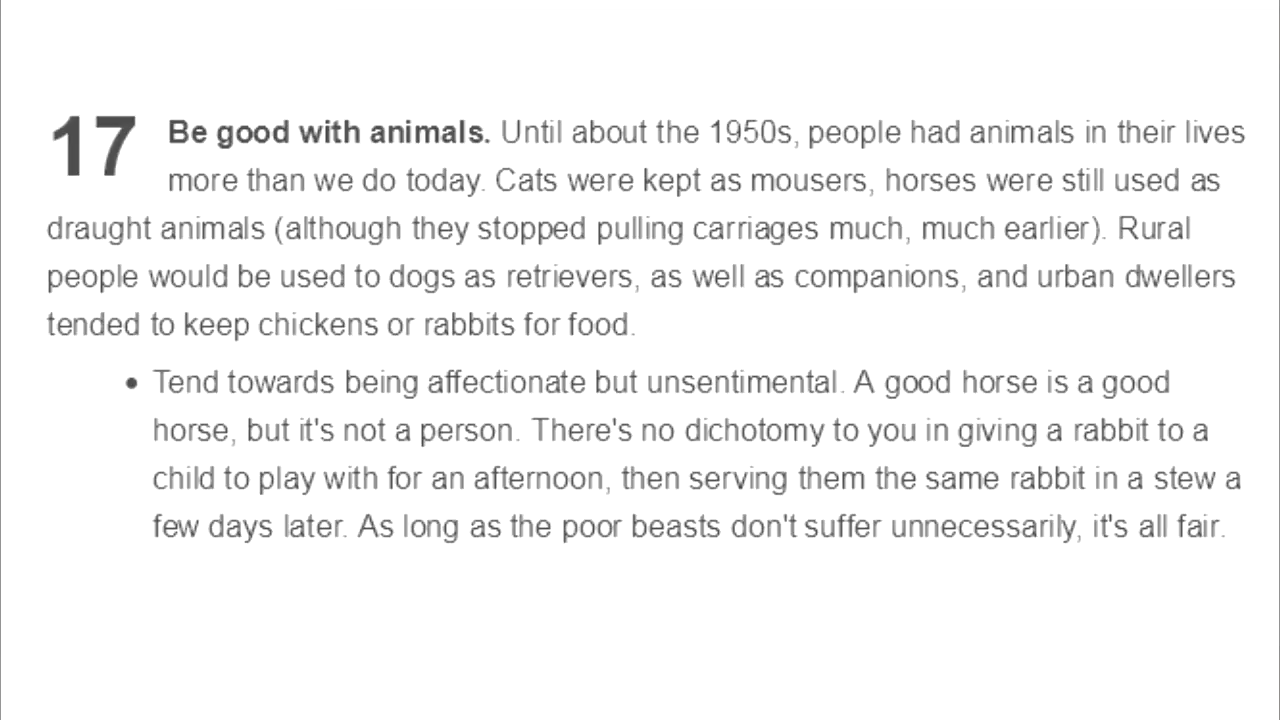 17 Be good with animals. Until about the 1950s, people had animals in their lives
more than we do today. Cats were kept as mousers, horses were still used as
draught animals (although they stopped pulling carriages much, much earlier). Rural
people would be used to dogs as retrievers, as well as companions, and urban dwellers
tended to keep chickens or rabbits for food.
• Tend towards being affectionate but unsentimental. A good horse is a good
horse, but it's not a person. There's no dichotomy to you in giving a rabbit to a
child to play with for an afternoon, then serving them the same rabbit in a stew a
few days later. As long as the poor beasts don't suffer unnecessarily, it's all fair.